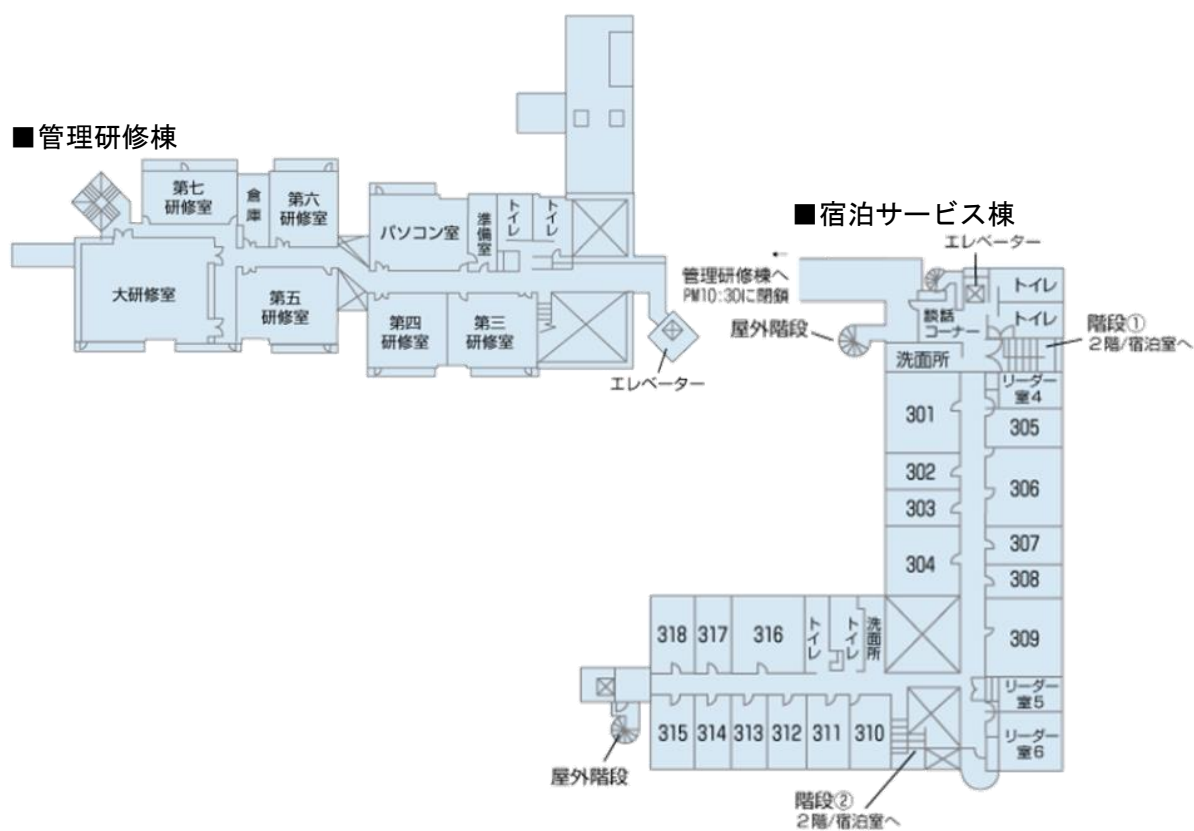 ■管理研修棟
第七
研修室
倉庫
第六
研修室
パソコン室
準備室
トイレ
トイレ
大研修室
第五
研修室
第四
研修室
第三
研修室
エレベーター
■宿泊サービス棟
エレベーター
←
管理研修棟へ
PM10:30に閉鎖
屋外階段
談話
コーナー
トイレ
トイレ
階段①
2階/宿泊室へ
洗面所
リーダー
室4
301
305
302
306
303
304
307
308
309
318
317
316
トイレ
トイレ
洗面所
リーダー
室5
315
314
313
312
311
310
リーダー
室6
屋外階段
階段②
2階/宿泊室へ